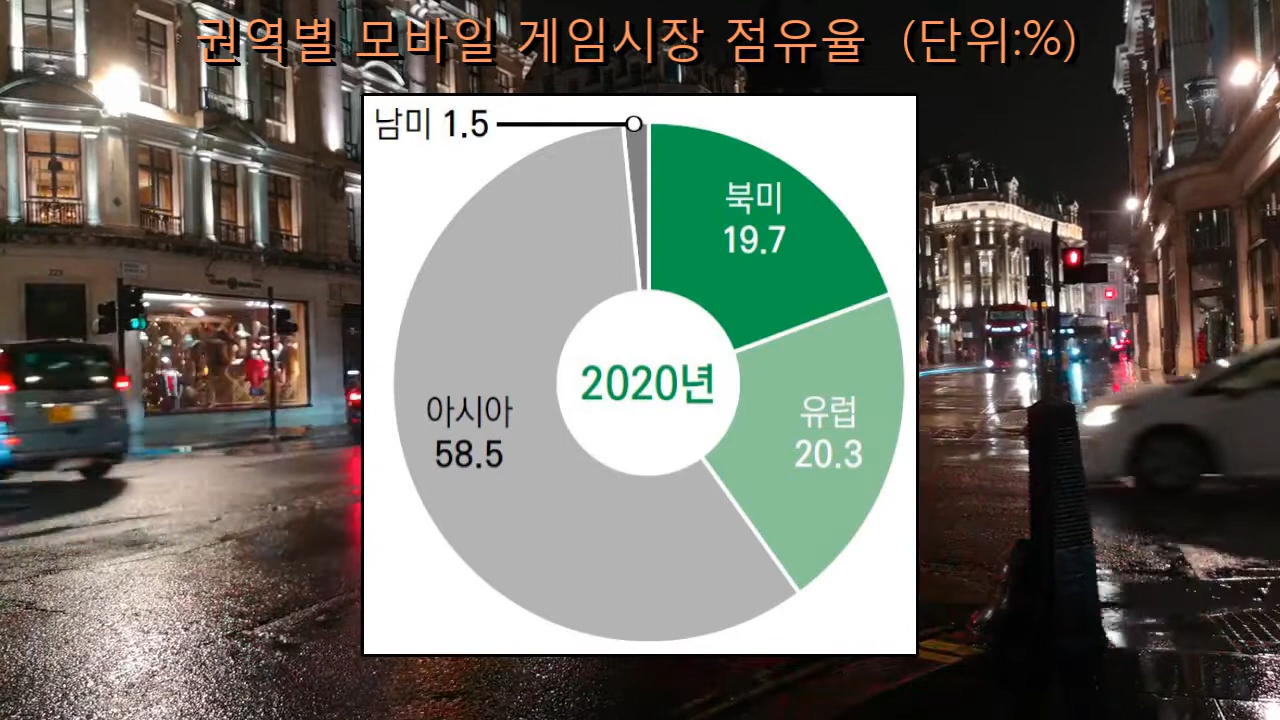 권역별 모바일 게임시장 점유율 (단위:%)
남미 1.5
북미
19.7
유럽
20.3
아시아
58.5
2020년
223